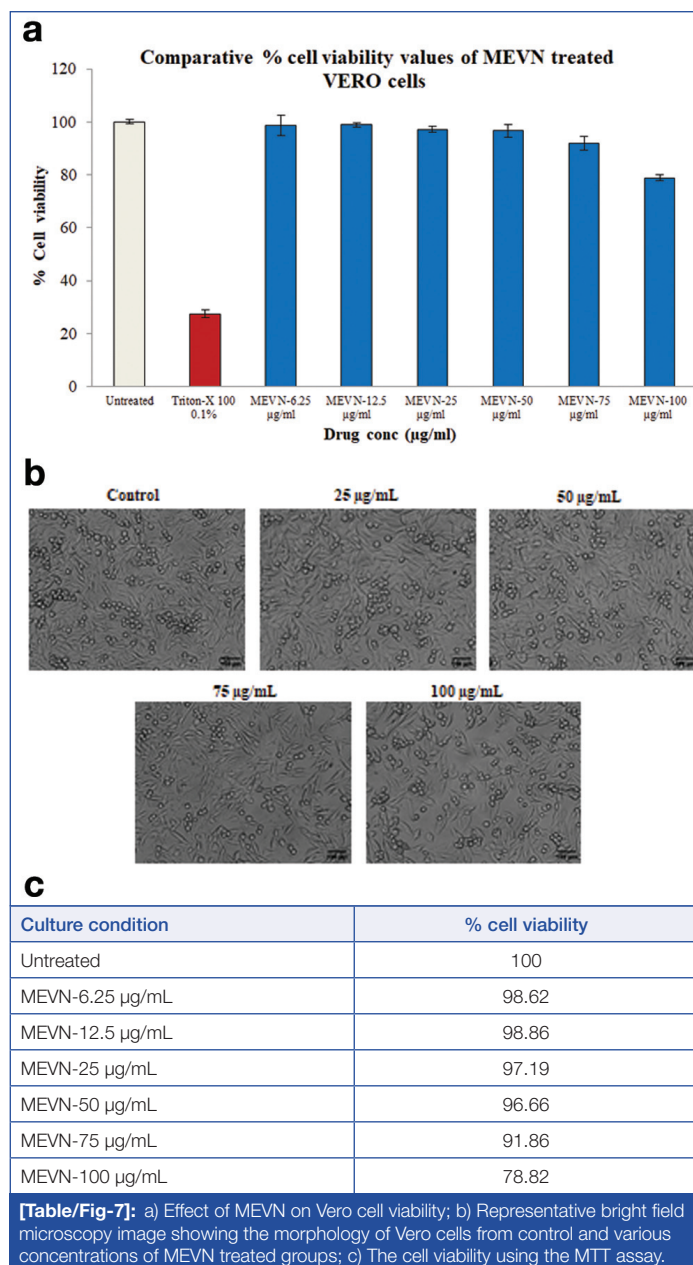 a
Comparative % cell viability values of MEVN treated
VERO cells
% Cell viability
120
100
80
60
40
20
0
Untreated
Triton-X 100
0.1%
MEVN-6.25
µg/ml
MEVN-12.5
µg/ml
MEVN-25
µg/ml
MEVN-50
µg/ml
MEVN-75
µg/ml
MEVN-100
µg/ml
Drug conc (µg/ml)
b
Control
25 µg/mL
50 µg/mL
75 µg/mL
100 µg/mL
c
Culture condition % cell viability
Untreated 100
MEVN-6.25 µg/mL 98.62
MEVN-12.5 µg/mL 98.86
MEVN-25 µg/mL 97.19
MEVN-50 µg/mL 96.66
MEVN-75 µg/mL 91.86
MEVN-100 µg/mL 78.82
[Table/Fig-7]: a) Effect of MEVN on Vero cell viability; b) Representative bright field
microscopy image showing the morphology of Vero cells from control and various
concentrations of MEVN treated groups; c) The cell viability using the MTT assay.